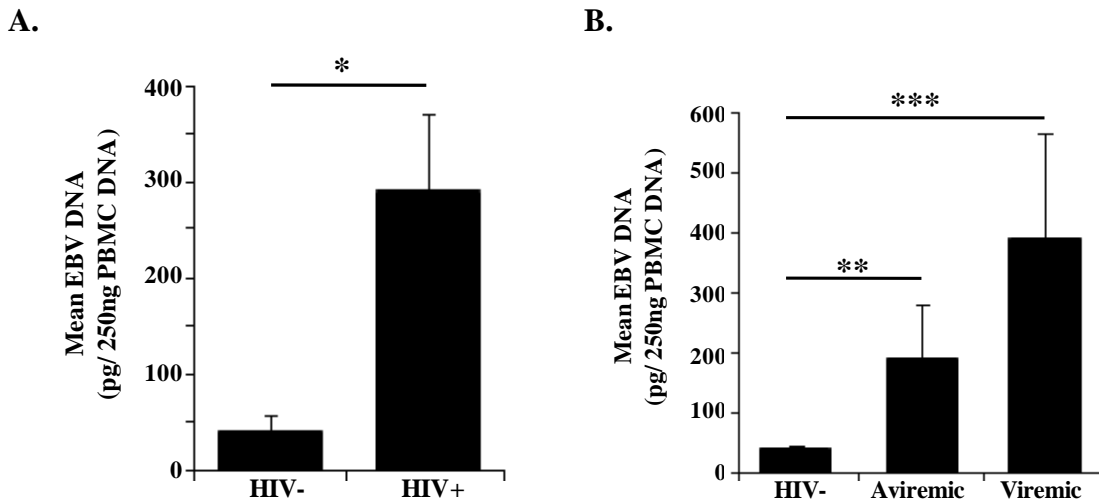 A.
*
400
300
200
100
0
Mean EBV DNA
(pg/ 250ng PBMC DNA)
HIV- HIV+
B.
***
**
600
500
400
300
200
100
0
Mean EBV DNA
(pg/ 250ng PBMC DNA)
HIV- Aviremic Viremic